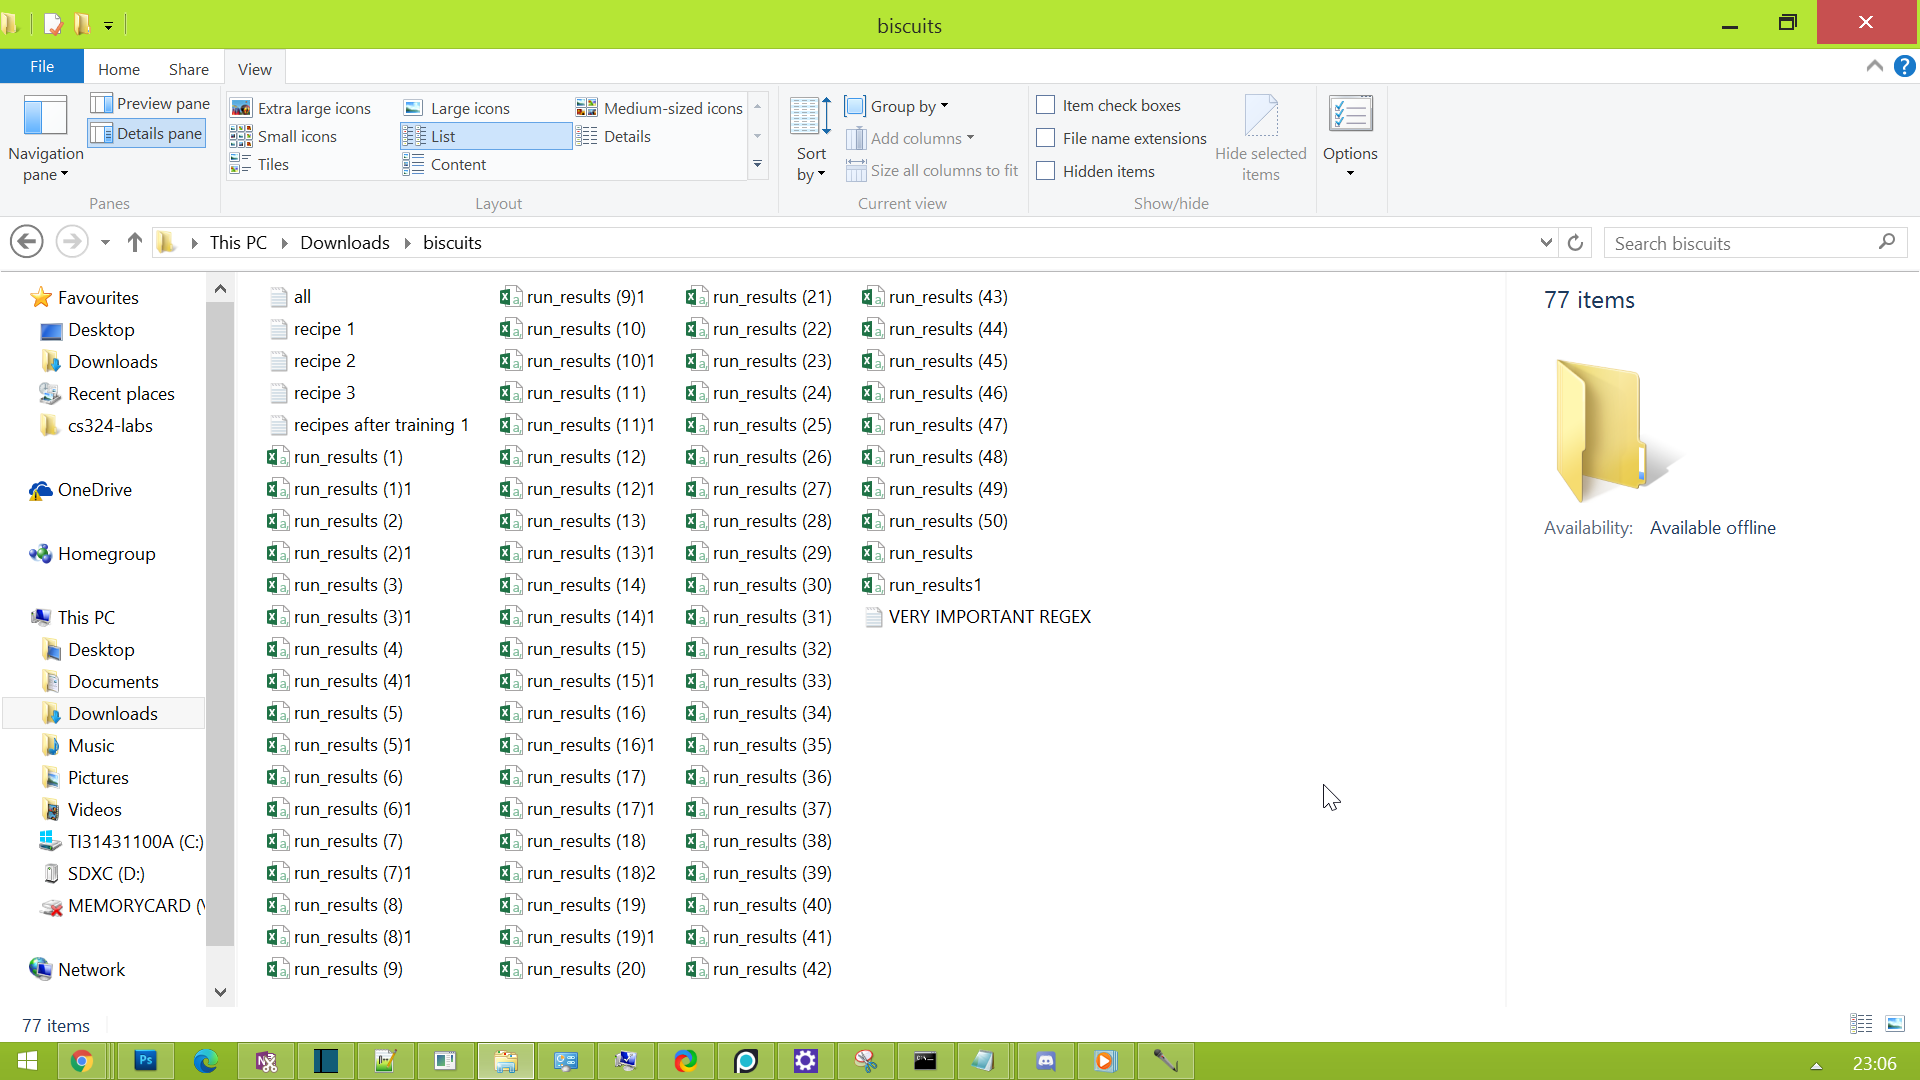 biscuits
File
Home
Share
View
Navigation pane
Preview pane
Details pane
Panes
Extra large icons
Large icons
Medium-sized icons
Small icons
List
Details
Tiles
Content
Layout
Sort by
Group by
Add columns
Size all columns to fit
Current view
Item check boxes
File name extensions
Hidden items
Hide selected items
Show/hide
Options
This PC
Downloads
biscuits
Search biscuits
Favourites
Desktop
Downloads
Recent places
cs324-labs
OneDrive
Homegroup
This PC
Desktop
Documents
Downloads
Music
Pictures
Videos
TI31431100A (C:)
SDXC (D:)
MEMORYCARD (
Network
all
recipe 1
recipe 2
recipe 3
recipes after training 1
run_results (1)
run_results (1)1
run_results (2)
run_results (2)1
run_results (3)
run_results (3)1
run_results (4)
run_results (4)1
run_results (5)
run_results (5)1
run_results (6)
run_results (6)1
run_results (7)
run_results (7)1
run_results (8)
run_results (8)1
run_results (9)
run_results (9)1
run_results (10)
run_results (10)1
run_results (11)
run_results (11)1
run_results (12)
run_results (12)1
run_results (13)
run_results (13)1
run_results (14)
run_results (14)1
run_results (15)
run_results (15)1
run_results (16)
run_results (16)1
run_results (17)
run_results (17)1
run_results (18)
run_results (18)2
run_results (19)
run_results (19)1
run_results (20)
run_results (21)
run_results (22)
run_results (23)
run_results (24)
run_results (25)
run_results (26)
run_results (27)
run_results (28)
run_results (29)
run_results (30)
run_results (31)
run_results (32)
run_results (33)
run_results (34)
run_results (35)
run_results (36)
run_results (37)
run_results (38)
run_results (39)
run_results (40)
run_results (41)
run_results (42)
run_results (43)
run_results (44)
run_results (45)
run_results (46)
run_results (47)
run_results (48)
run_results (49)
run_results (50)
run_results
run_results1
VERY IMPORTANT REGEX
77 items
Availability: Available offline
77 items
Ps
23:06